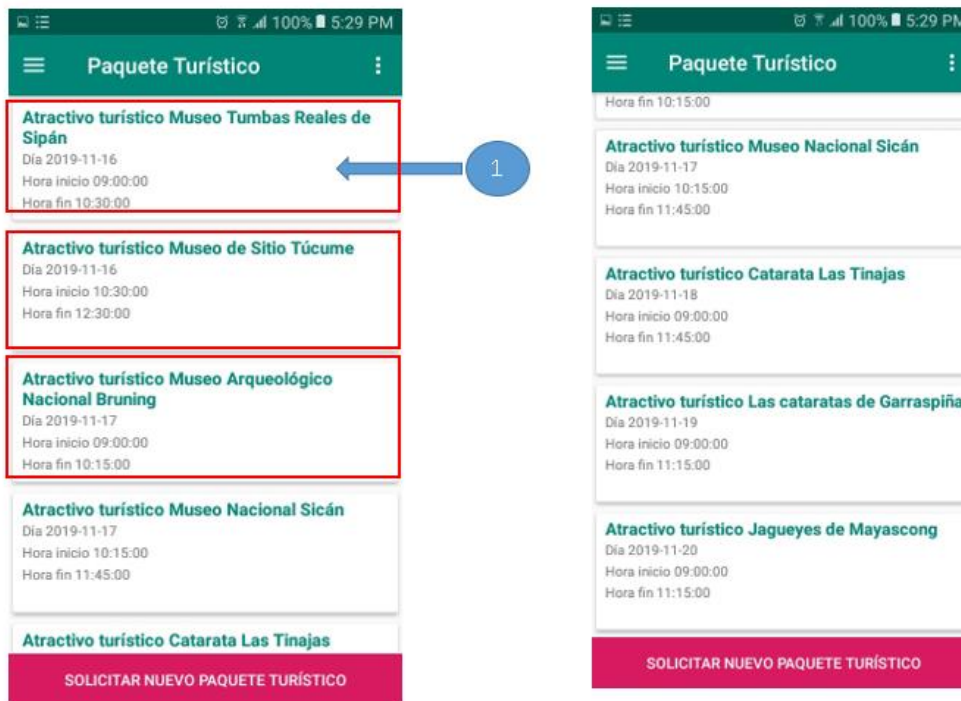 100% 5:29 PM
Paquete Turístico
Atractivo turístico Museo Tumbas Reales de
Sipán
Día 2019-11-16
Hora inicio 09:00:00
Hora fin 10:30:00
1
Atractivo turístico Museo de Sitio Túcume
Día 2019-11-16
Hora inicio 10:30:00
Hora fin 12:30:00
Atractivo turístico Museo Arqueológico
Nacional Bruning
Día 2019-11-17
Hora inicio 09:00:00
Hora fin 10:15:00
Atractivo turístico Museo Nacional Sicán
Día 2019-11-17
Hora inicio 10:15:00
Hora fin 11:45:00
Atractivo turístico Catarata Las Tinajas
SOLICITAR NUEVO PAQUETE TURÍSTICO
100% 5:29 PM
Paquete Turístico
Hora fin 10:15:00
Atractivo turístico Museo Nacional Sicán
Día 2019-11-17
Hora inicio 10:15:00
Hora fin 11:45:00
Atractivo turístico Catarata Las Tinajas
Día 2019-11-18
Hora inicio 09:00:00
Hora fin 11:45:00
Atractivo turístico Las cataratas de Garraspiña
Día 2019-11-19
Hora inicio 09:00:00
Hora fin 11:15:00
Atractivo turístico Jagueyes de Mayascong
Día 2019-11-20
Hora inicio 09:00:00
Hora fin 11:15:00
SOLICITAR NUEVO PAQUETE TURÍSTICO